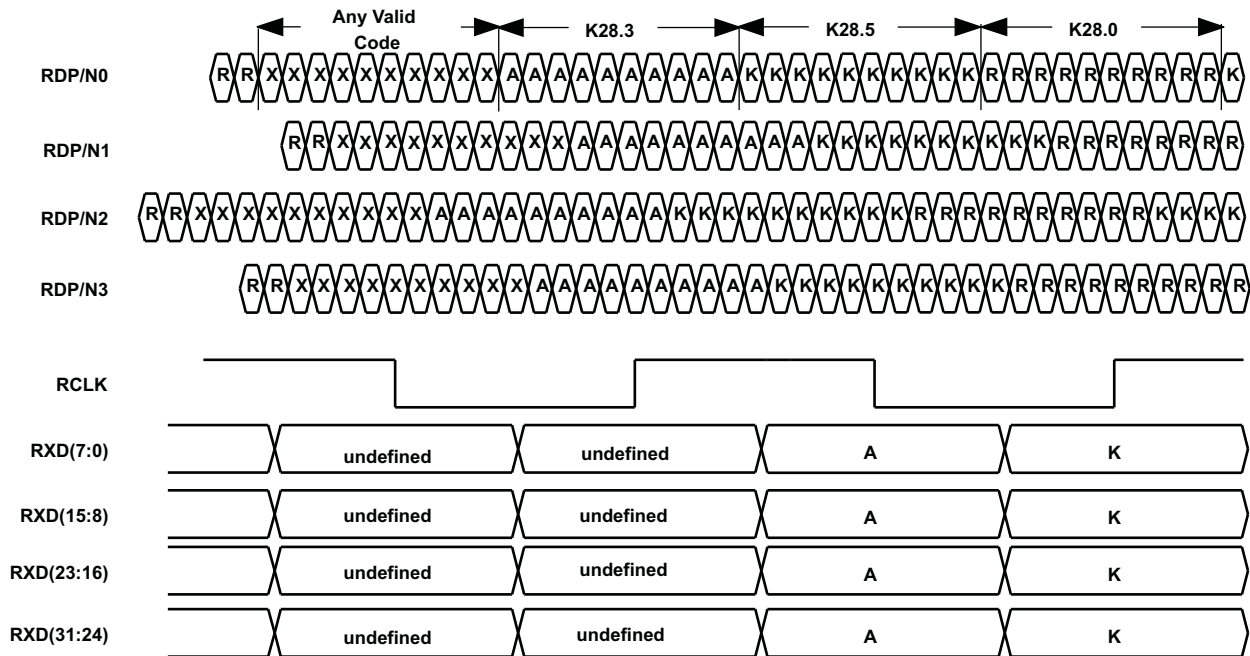 Any Valid
Code
K28.3
K28.5
K28.0
RDP/N0 R R X X X X X X X X X X A A A A A A A A A A K K K K K K K K K K R R R R R R R R R R K
RDP/N1 R R X X X X X X X X X X A A A A A A A A A A K K K K K K K K K K R R R R R R R R
RDP/N2 R R X X X X X X X X X X A A A A A A A A A A K K K K K K K K K K R R R R R R R R R R K K K K
RDP/N3 R R X X X X X X X X X X A A A A A A A A A A K K K K K K K K K K R R R R R R R R R R
RCLK
RXD(7:0) undefined undefined A K
RXD(15:8) undefined undefined A K
RXD(23:16) undefined undefined A K
RXD(31:24) undefined undefined A K